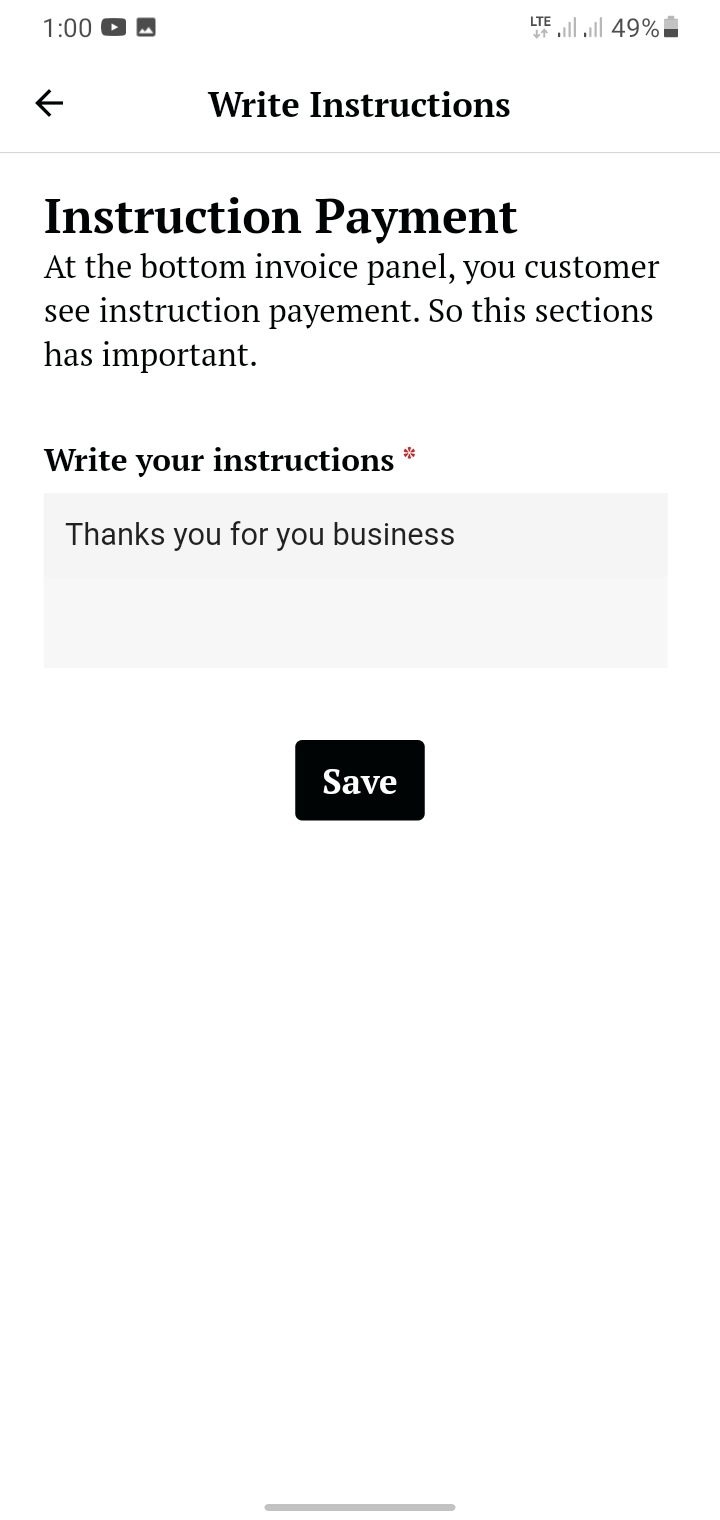 1:00 LTE 49%
Write Instructions
Instruction Payment
At the bottom invoice panel, you customer
see instruction payement. So this sections
has important.
Write your instructions *
Thanks you for you business
Save